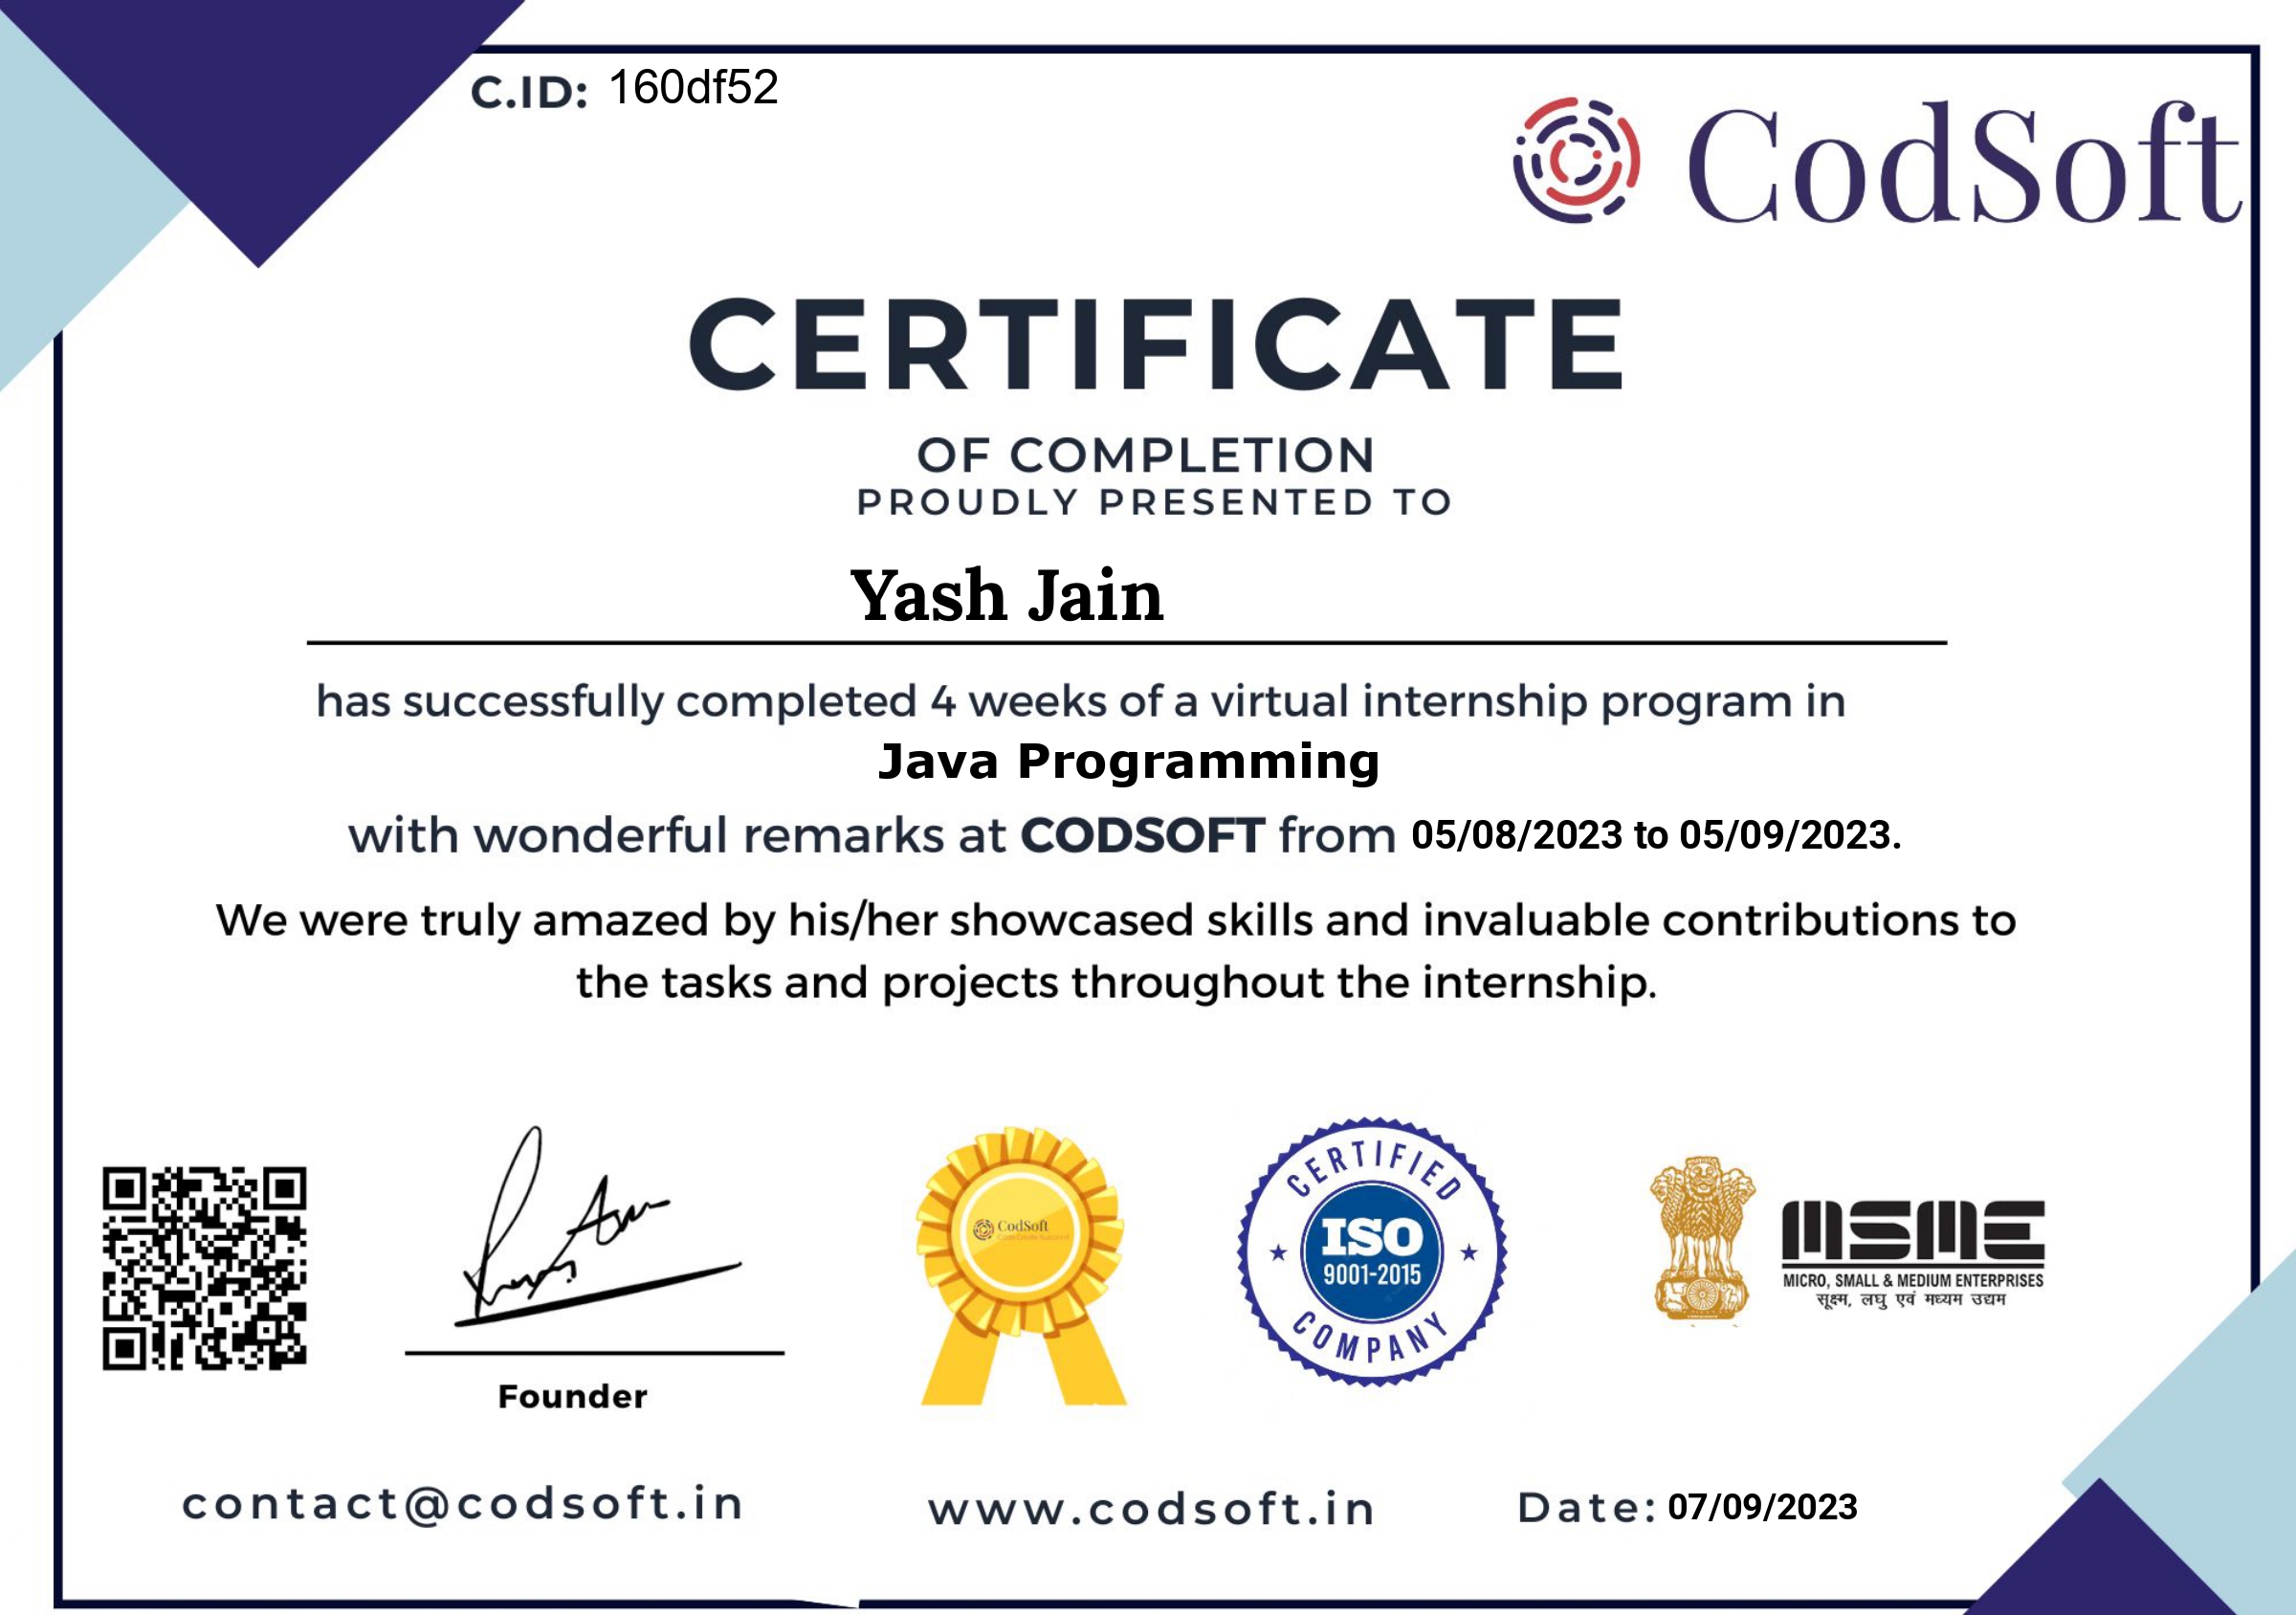 C.ID: 160df52
CodSoft
CERTIFICATE
OF COMPLETION
PROUDLY PRESENTED TO
Yash Jain
has successfully completed 4 weeks of a virtual internship program in
Java Programming
with wonderful remarks at CODSOFT from 05/08/2023 to 05/09/2023.
We were truly amazed by his/her showcased skills and invaluable contributions to
the tasks and projects throughout the internship.
CodSoft
CERTIFIED
ISO
9001-2015
COMPANY
MSME
MICRO, SMALL & MEDIUM ENTERPRISES
सूक्ष्म, लघु एवं मध्यम उद्यम
Founder
contact@codsoft.in
www.codsoft.in
Date: 07/09/2023